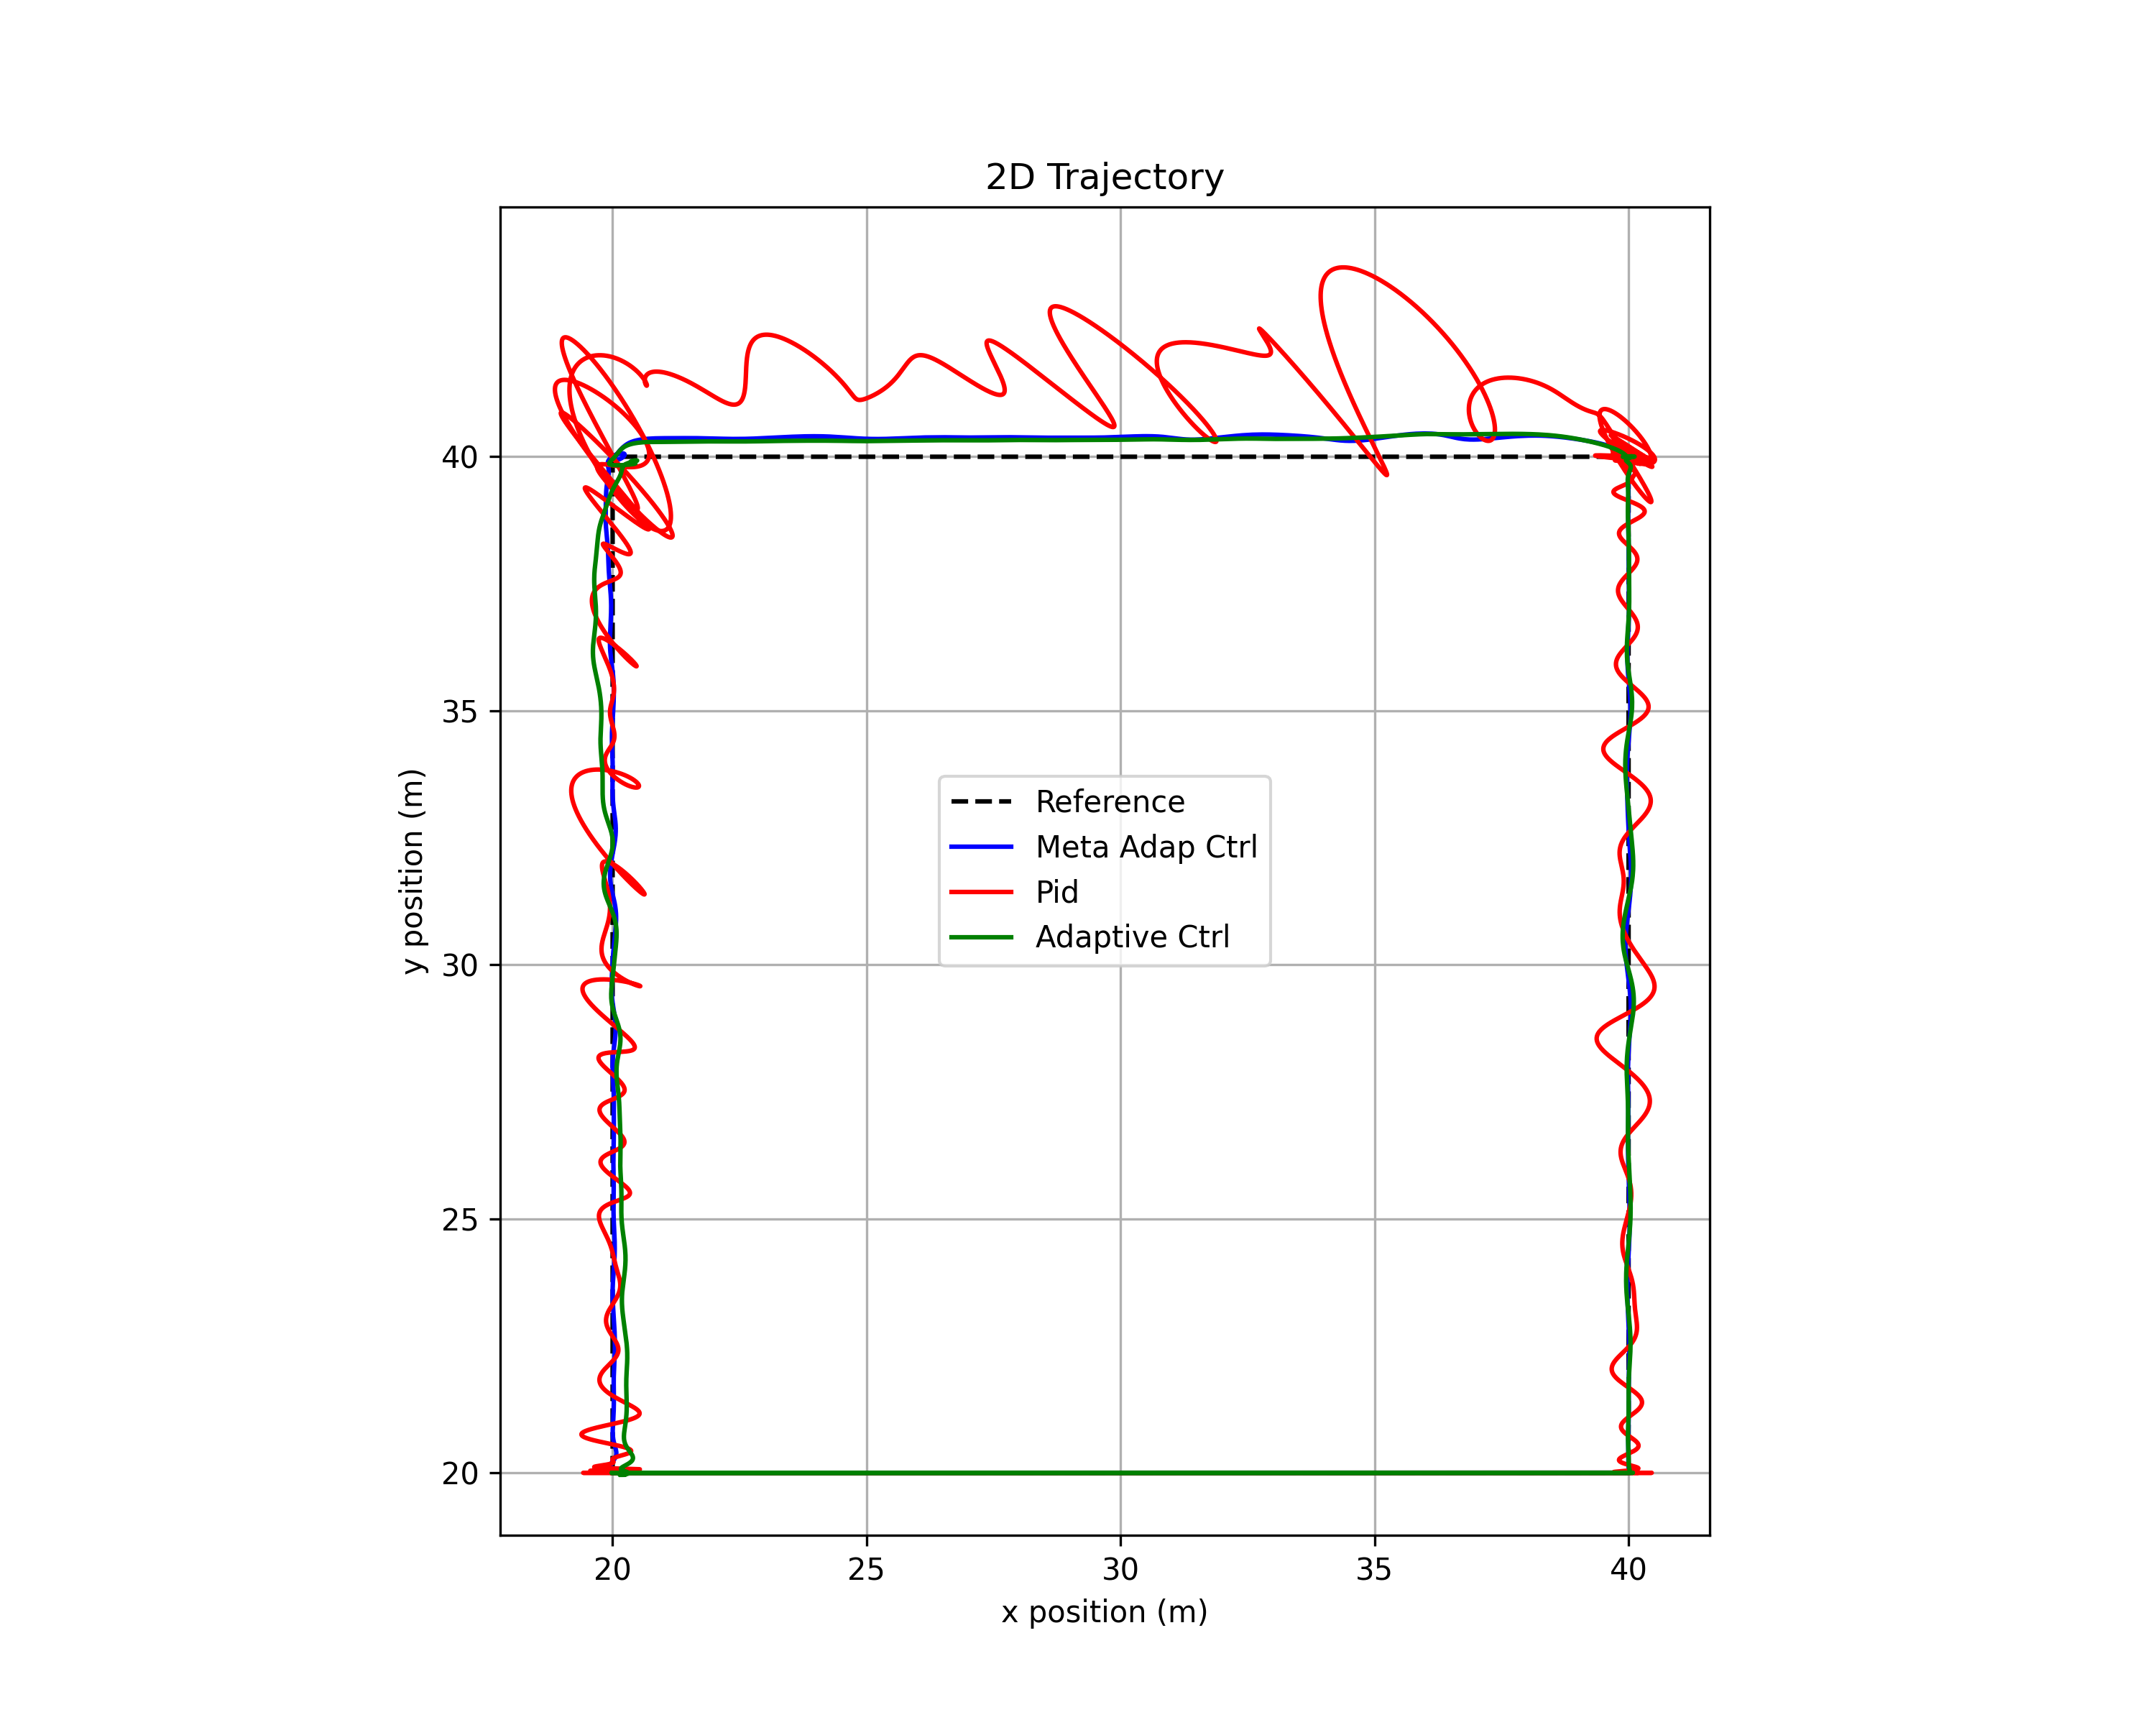 2D Trajectory
y position (m)
40
35
30
25
20
Reference
Meta Adap Ctrl
Pid
Adaptive Ctrl
20 25 30 35 40
x position (m)